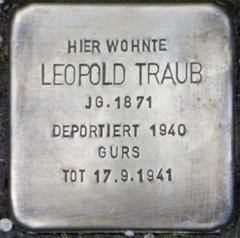 HIER WOHNTE
LEOPOLD TRAUB
JG. 1871
DEPORTIERT 1940
GURS
TOT 17.9.1941